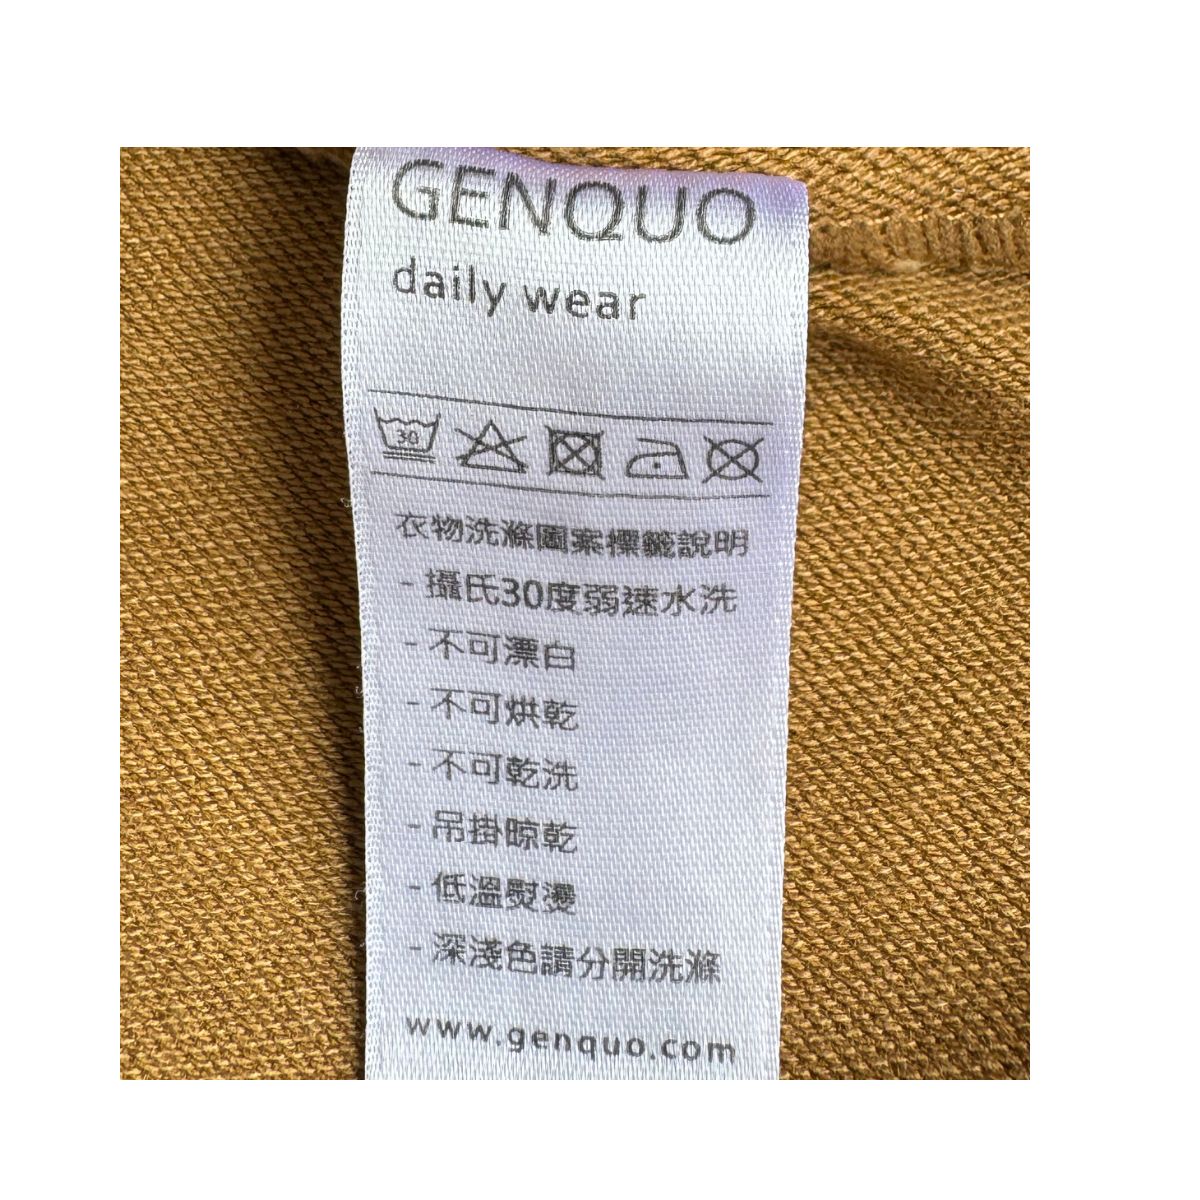 GENQUO
daily wear
30
衣物洗滌圖案標籤說明
- 攝氏30度弱速水洗
- 不可漂白
- 不可烘乾
- 不可乾洗
- 吊掛晾乾
- 低溫熨燙
- 深淺色請分開洗滌
www.genquo.com